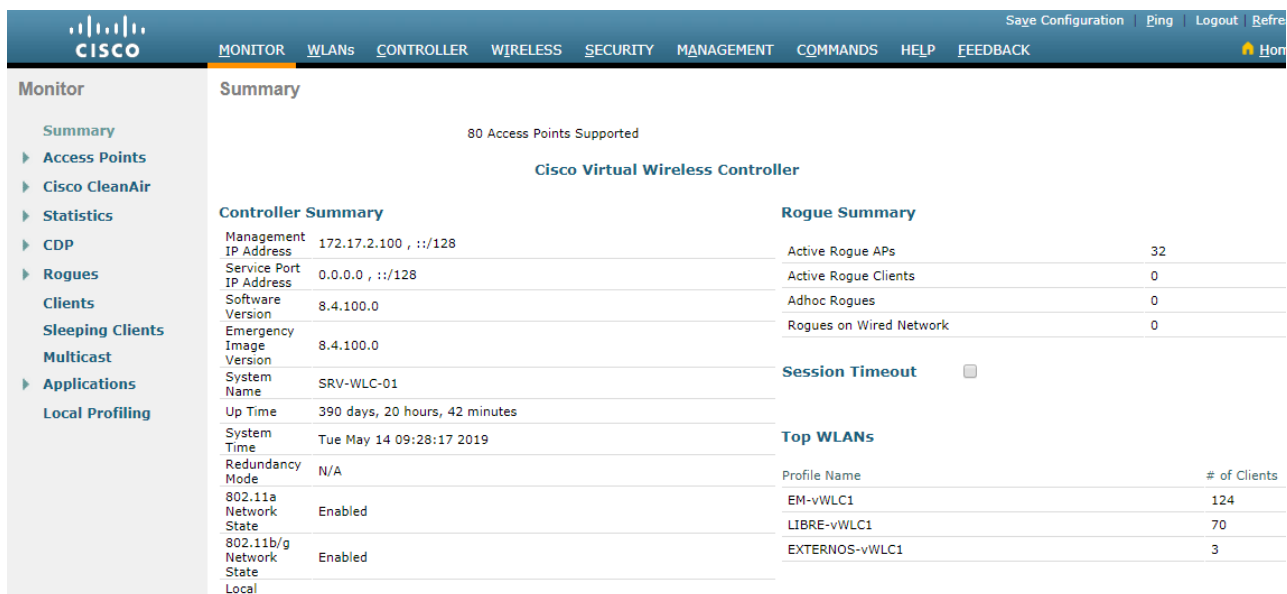 Save Configuration | Ping | Logout | Refre
CISCO
MONITOR WLANs CONTROLLER WIRELESS SECURITY MANAGEMENT COMMANDS HELP FEEDBACK Hom
Monitor
Summary
Access Points
Cisco CleanAir
Statistics
CDP
Rogues
Clients
Sleeping Clients
Multicast
Applications
Local Profiling
Summary
80 Access Points Supported
Cisco Virtual Wireless Controller
Controller Summary
Management
IP Address 172.17.2.100 , ::/128
Service Port
IP Address 0.0.0.0 , ::/128
Software
Version 8.4.100.0
Emergency
Image
Version 8.4.100.0
System
Name SRV-WLC-01
Up Time 390 days, 20 hours, 42 minutes
System
Time Tue May 14 09:28:17 2019
Redundancy
Mode N/A
802.11a
Network
State Enabled
802.11b/g
Network
State Enabled
Local
Rogue Summary
Active Rogue APs 32
Active Rogue Clients 0
Adhoc Rogues 0
Rogues on Wired Network 0
Session Timeout
Top WLANs
Profile Name # of Clients
EM-vWLC1 124
LIBRE-vWLC1 70
EXTERNOS-vWLC1 3